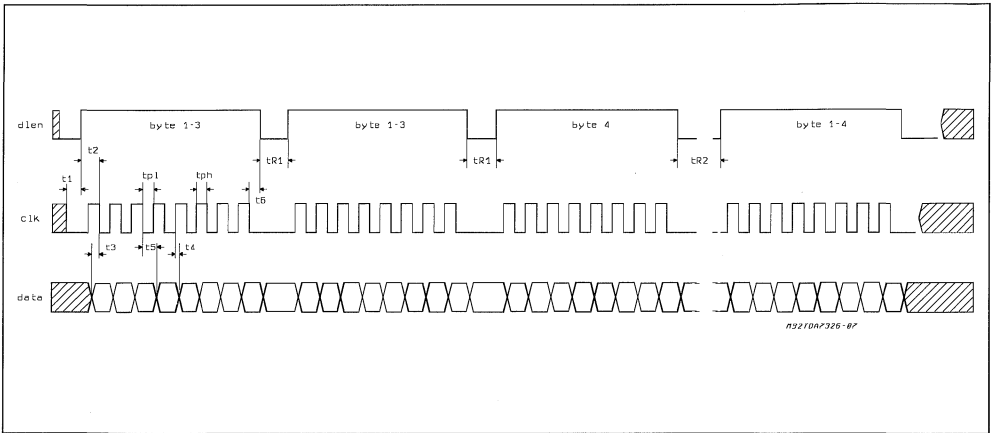 dlen
byte 1-3
byte 1-3
byte 4
byte 1-4
t2
tR1
tR1
tR2
t1
tpl
tph
t6
clk
t3
t5
t4
data
M92TDA7326-07